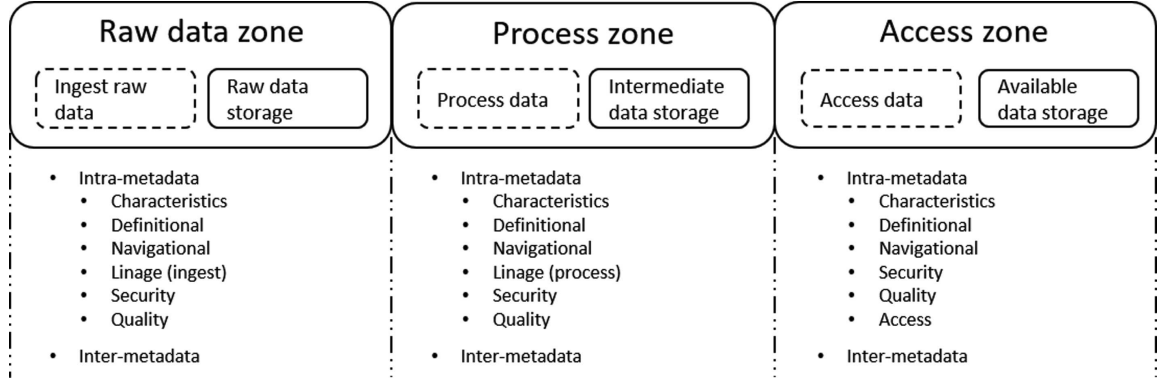 Raw data zone
Ingest raw
data
Raw data
storage
• Intra-metadata
• Characteristics
• Definitional
• Navigational
• Linage (ingest)
• Security
• Quality
• Inter-metadata
Process zone
Process data
Intermediate
data storage
• Intra-metadata
• Characteristics
• Definitional
• Navigational
• Linage (process)
• Security
• Quality
• Inter-metadata
Access zone
Access data
Available
data storage
• Intra-metadata
• Characteristics
• Definitional
• Navigational
• Security
• Quality
• Access
• Inter-metadata